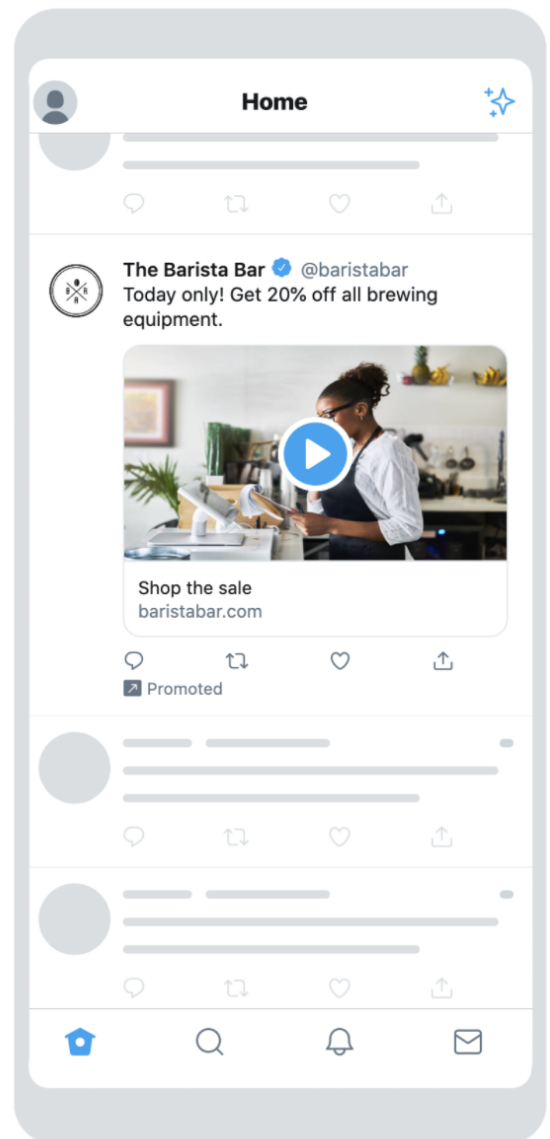 Home
The Barista Bar @baristabar
Today only! Get 20% off all brewing
equipment.
Shop the sale
baristabar.com
Promoted